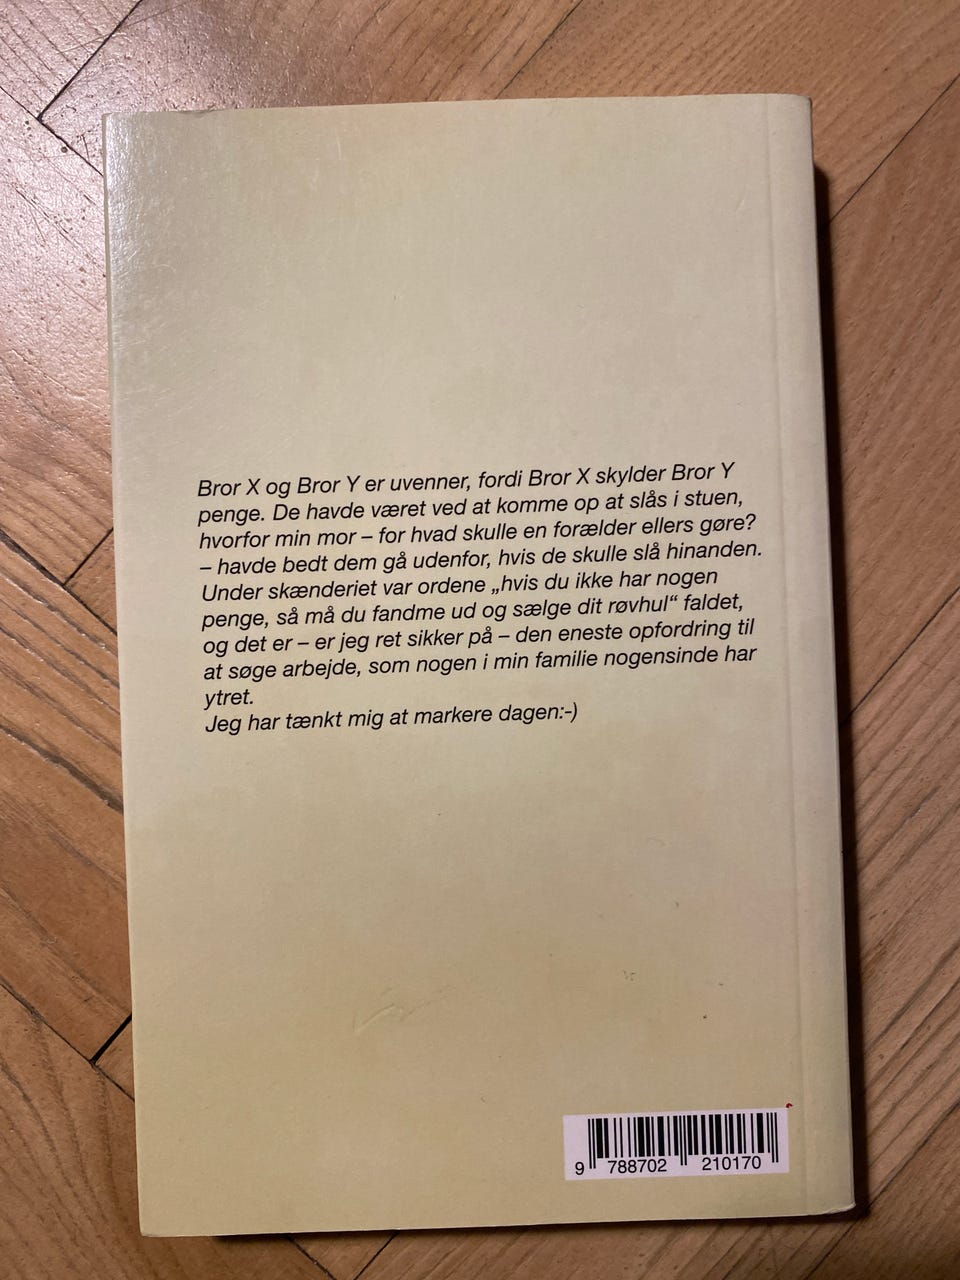 Bror X og Bror Y er uvenner, fordi Bror X skylder Bror Y
penge. De havde været ved at komme op at slås i stuen,
hvorfor min mor – for hvad skulle en forælder ellers gøre?
– havde bedt dem gå udenfor, hvis de skulle slå hinanden.
Under skænderiet var ordene „hvis du ikke har nogen
penge, så må du fandme ud og sælge dit røvhul“ faldet,
og det er – er jeg ret sikker på – den eneste opfordring til
at søge arbejde, som nogen i min familie nogensinde har
ytret.
Jeg har tænkt mig at markere dagen:-)
9 788702 210170